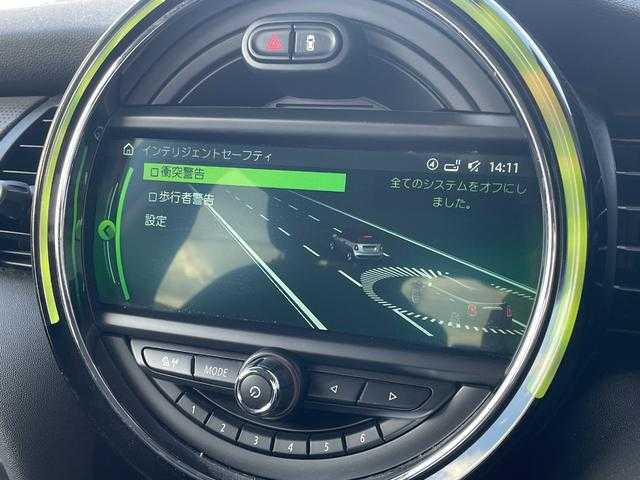 インテリジェントセーフティ
14:11
□衝突警告
□歩行者警告
設定
全てのシステムをオフにし
ました。
MODE
1 2 3 4 5 6